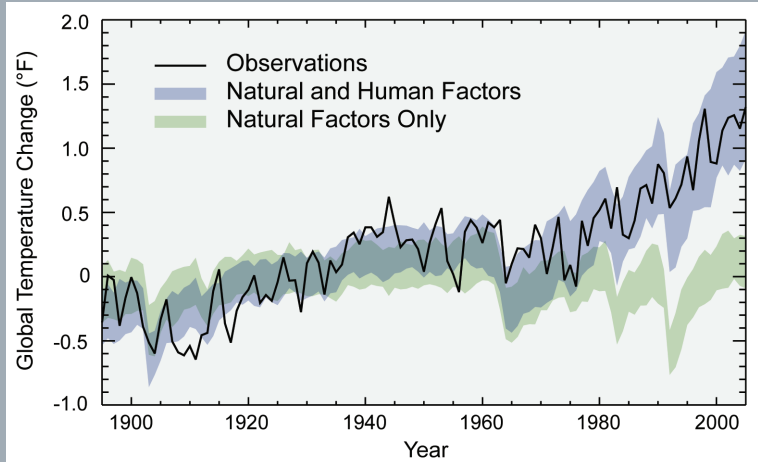 2.0
1.5
1.0
0.5
0
-0.5
-1.0
Global Temperature Change (°F)
Observations
Natural and Human Factors
Natural Factors Only
1900 1920 1940 1960 1980 2000
Year